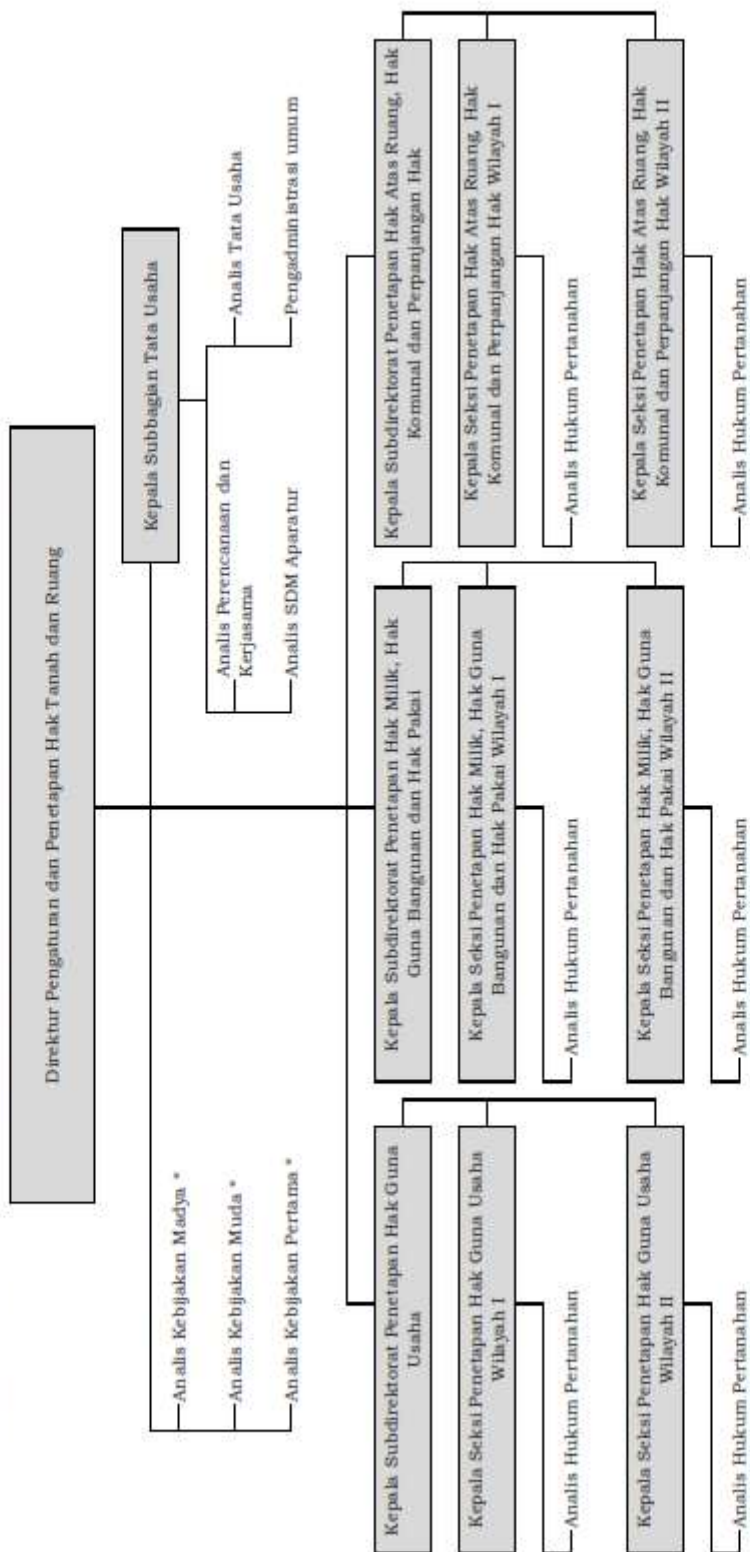 Direktur Pengaturan dan Penetapan Hak Tanah dan Ruang
Kepala Subbagian Tata Usaha
Analis Kebijakan Madya *
Analis Kebijakan Muda *
Analis Kebijakan Pertama *
Analis Perencanaan dan
Kerjasama
Analis SDM Aparatur
Analis Tata Usaha
Pengadministrasi umum
Kepala Subdirektorat Penetapan Hak Guna
Usaha
Kepala Seksi Penetapan Hak Guna Usaha
Wilayah I
Analis Hukum Pertanahan
Kepala Seksi Penetapan Hak Guna Usaha
Wilayah II
Analis Hukum Pertanahan
Kepala Subdirektorat Penetapan Hak Milik, Hak
Guna Bangunan dan Hak Pakai
Kepala Seksi Penetapan Hak Milik, Hak Guna
Bangunan dan Hak Pakai Wilayah I
Analis Hukum Pertanahan
Kepala Seksi Penetapan Hak Milik, Hak Guna
Bangunan dan Hak Pakai Wilayah II
Analis Hukum Pertanahan
Kepala Subdirektorat Penetapan Hak Atas Ruang, Hak
Komunal dan Perpanjangan Hak
Kepala Seksi Penetapan Hak Atas Ruang, Hak
Komunal dan Perpanjangan Hak Wilayah I
Analis Hukum Pertanahan
Kepala Seksi Penetapan Hak Atas Ruang, Hak
Komunal dan Perpanjangan Hak Wilayah II
Analis Hukum Pertanahan